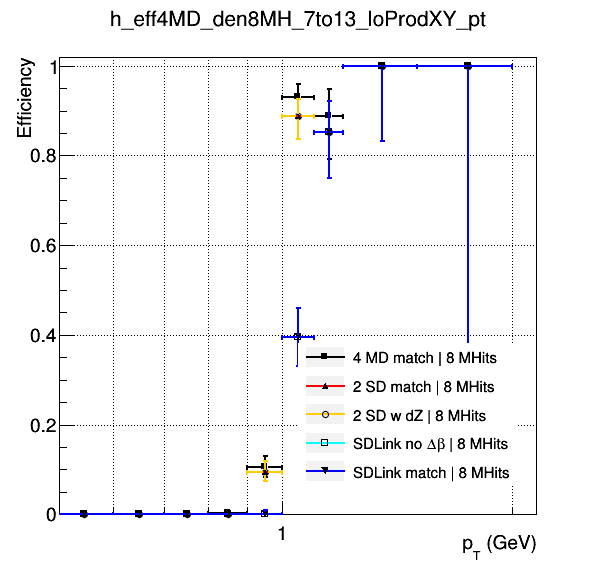 h_eff4MD_den8MH_7to13_loProdXY_pt
Efficiency
1
0.8
0.6
0.4
0.2
0
4 MD match | 8 MHits
2 SD match | 8 MHits
2 SD w dZ | 8 MHits
SDLink no Δβ | 8 MHits
SDLink match | 8 MHits
1
p_T (GeV)